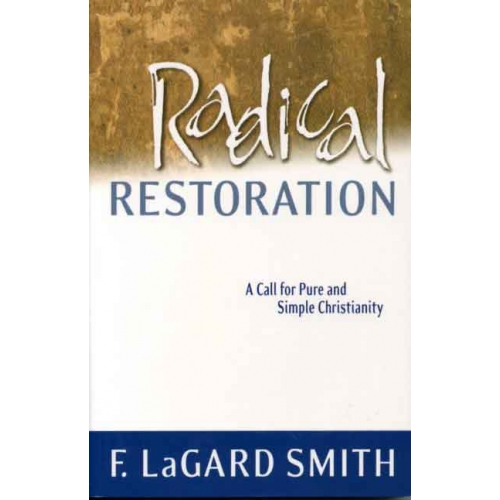 Radical
RESTORATION
A Call for Pure and
Simple Christianity
F. LaGARD SMITH